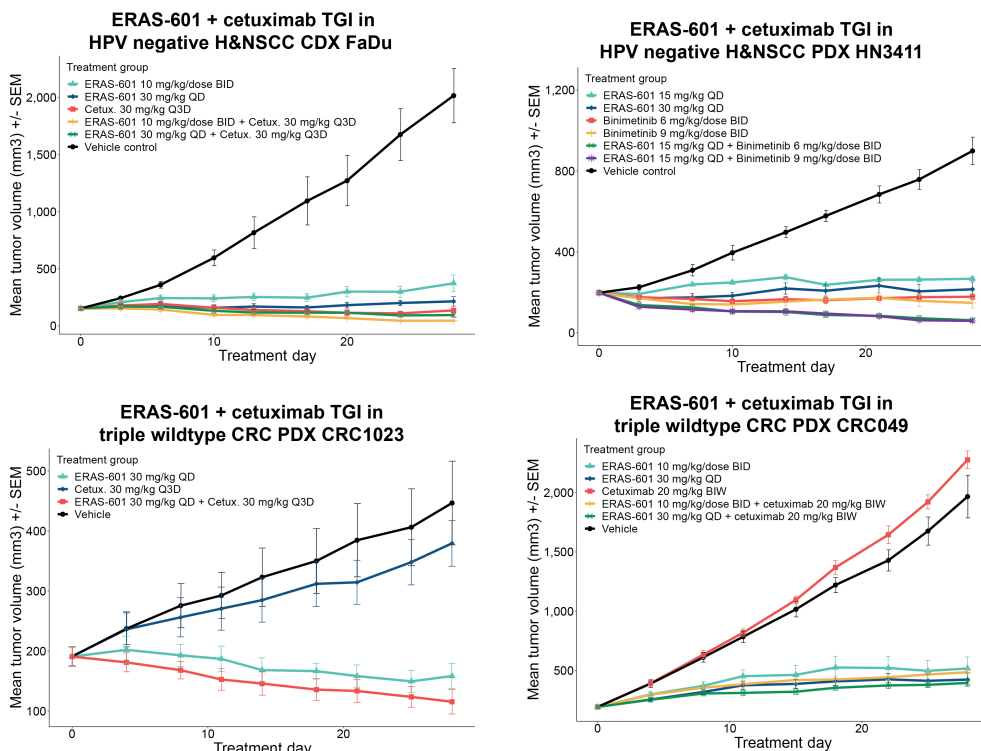 ERAS-601 + cetuximab TGI in
HPV negative H&NSCC CDX FaDu
Mean tumor volume (mm3) +/- SEM
Treatment group
ERAS-601 10 mg/kg/dose BID
ERAS-601 30 mg/kg QD
Cetux. 30 mg/kg Q3D
ERAS-601 10 mg/kg/dose BID + Cetux. 30 mg/kg Q3D
ERAS-601 30 mg/kg QD + Cetux. 30 mg/kg Q3D
Vehicle control
2,000
1,500
1,000
500
0
0
20
Treatment day
ERAS-601 + cetuximab TGI in
HPV negative H&NSCC PDX HN3411
Mean tumor volume (mm3) +/- SEM
Treatment group
ERAS-601 15 mg/kg QD
ERAS-601 30 mg/kg QD
Binimetinib 6 mg/kg/dose BID
Binimetinib 9 mg/kg/dose BID
ERAS-601 15 mg/kg QD + Binimetinib 6 mg/kg/dose BID
ERAS-601 15 mg/kg QD + Binimetinib 9 mg/kg/dose BID
Vehicle control
1,200
800
400
0
0
10
20
Treatment day
ERAS-601 + cetuximab TGI in
triple wildtype CRC PDX CRC1023
Mean tumor volume (mm3) +/- SEM
Treatment group
ERAS-601 30 mg/kg QD
Cetux. 30 mg/kg Q3D
ERAS-601 30 mg/kg QD + Cetux. 30 mg/kg Q3D
Vehicle
500
400
300
200
100
0
20
Treatment day
ERAS-601 + cetuximab TGI in
triple wildtype CRC PDX CRC049
Mean tumor volume (mm3) +/- SEM
Treatment group
ERAS-601 10 mg/kg/dose BID
ERAS-601 30 mg/kg QD
Cetuximab 20 mg/kg BIW
ERAS-601 10 mg/kg/dose BID + cetuximab 20 mg/kg BIW
ERAS-601 30 mg/kg QD + cetuximab 20 mg/kg BIW
Vehicle
2,000
1,500
1,000
500
0
10
20
Treatment day